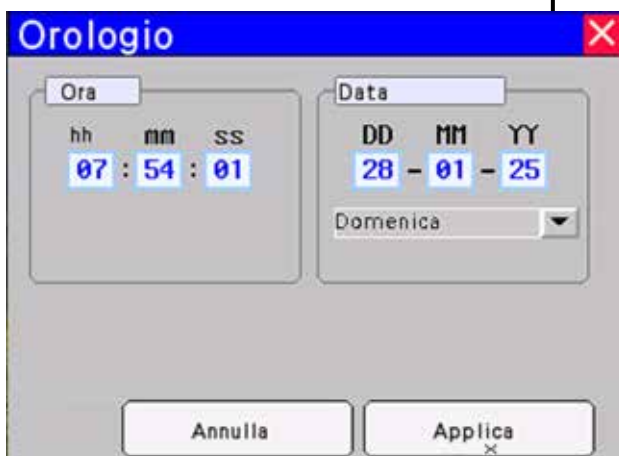 Orologio
Ora
Data
hh mm ss
07 : 54 : 01
DD MM YY
28 - 01 - 25
Domenica
Annulla
Applica